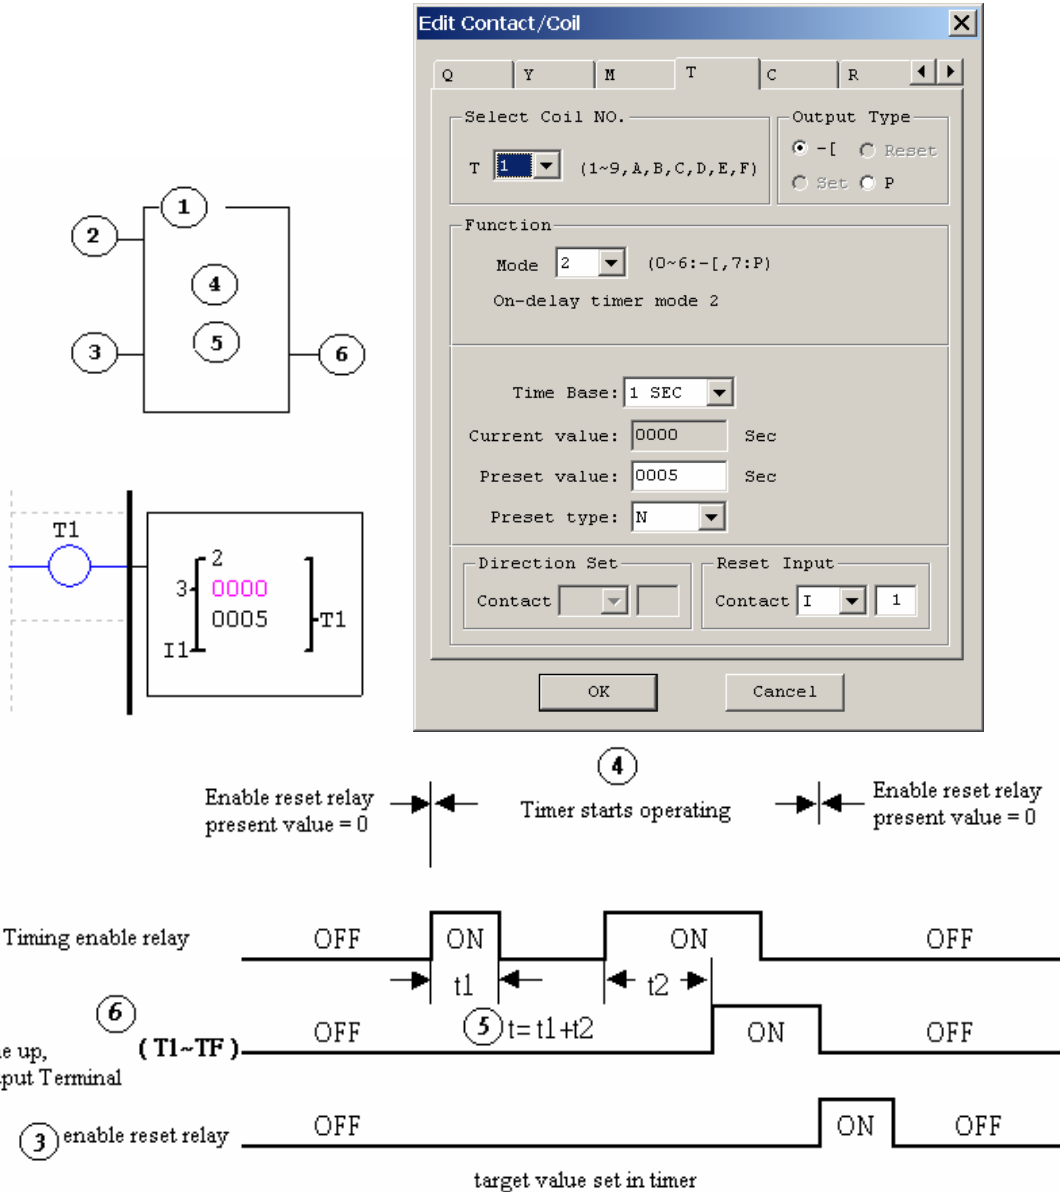 Edit Contact/Coil
Q Y M T C R
Select Coil NO.
T 1 (1~9,A,B,C,D,E,F)
Output Type
-[ Reset
Set P
Function
Mode 2 (0~6:-[,7:P)
On-delay timer mode 2
Time Base: 1 SEC
Current value: 0000 Sec
Preset value: 0005 Sec
Preset type: N
Direction Set
Contact
Reset Input
Contact I 1
OK Cancel
1
2
4
5
3
6
T1
2
3 0000
0005
T1
I1
4
Enable reset relay
present value = 0
Timer starts operating
Enable reset relay
present value = 0
Timing enable relay OFF ON ON OFF
t1 t2
6
(T1~TF) OFF 5 t= t1+t2 ON OFF
e up,
put Terminal
3 enable reset relay OFF ON OFF
target value set in timer